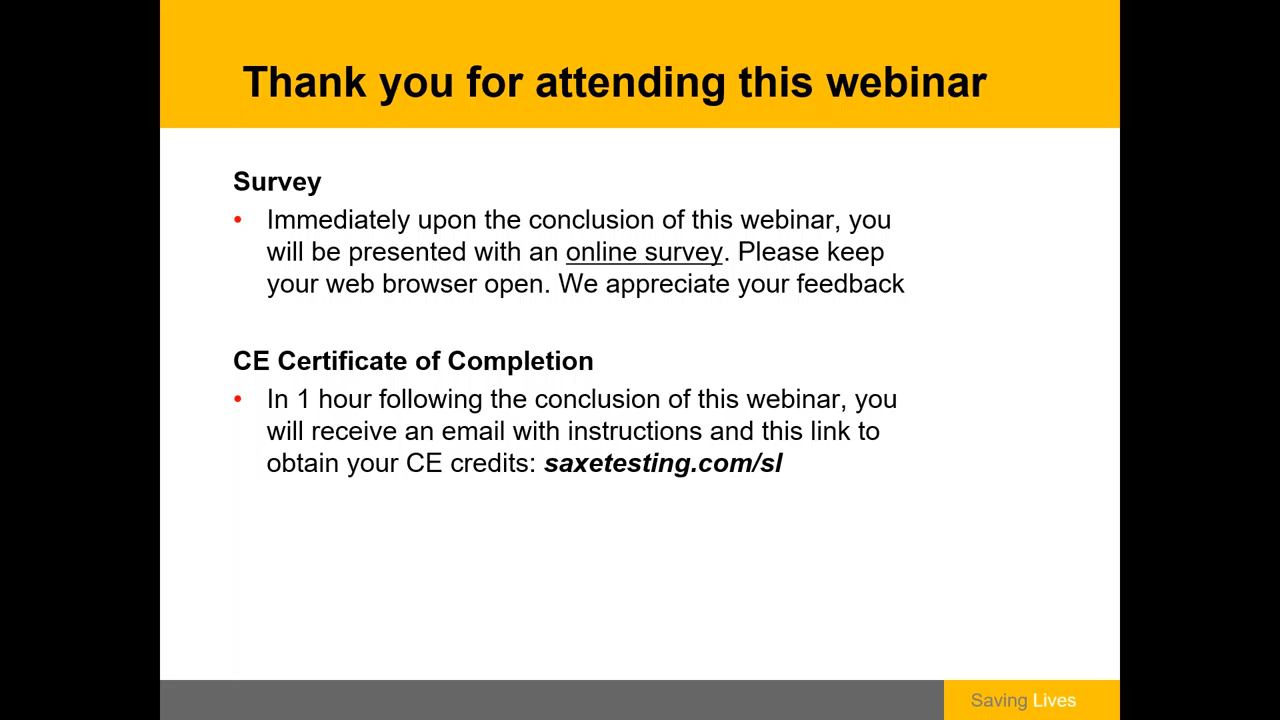 Thank you for attending this webinar
Survey
• Immediately upon the conclusion of this webinar, you
will be presented with an online survey. Please keep
your web browser open. We appreciate your feedback
CE Certificate of Completion
• In 1 hour following the conclusion of this webinar, you
will receive an email with instructions and this link to
obtain your CE credits: saxetesting.com/sl
Saving Lives